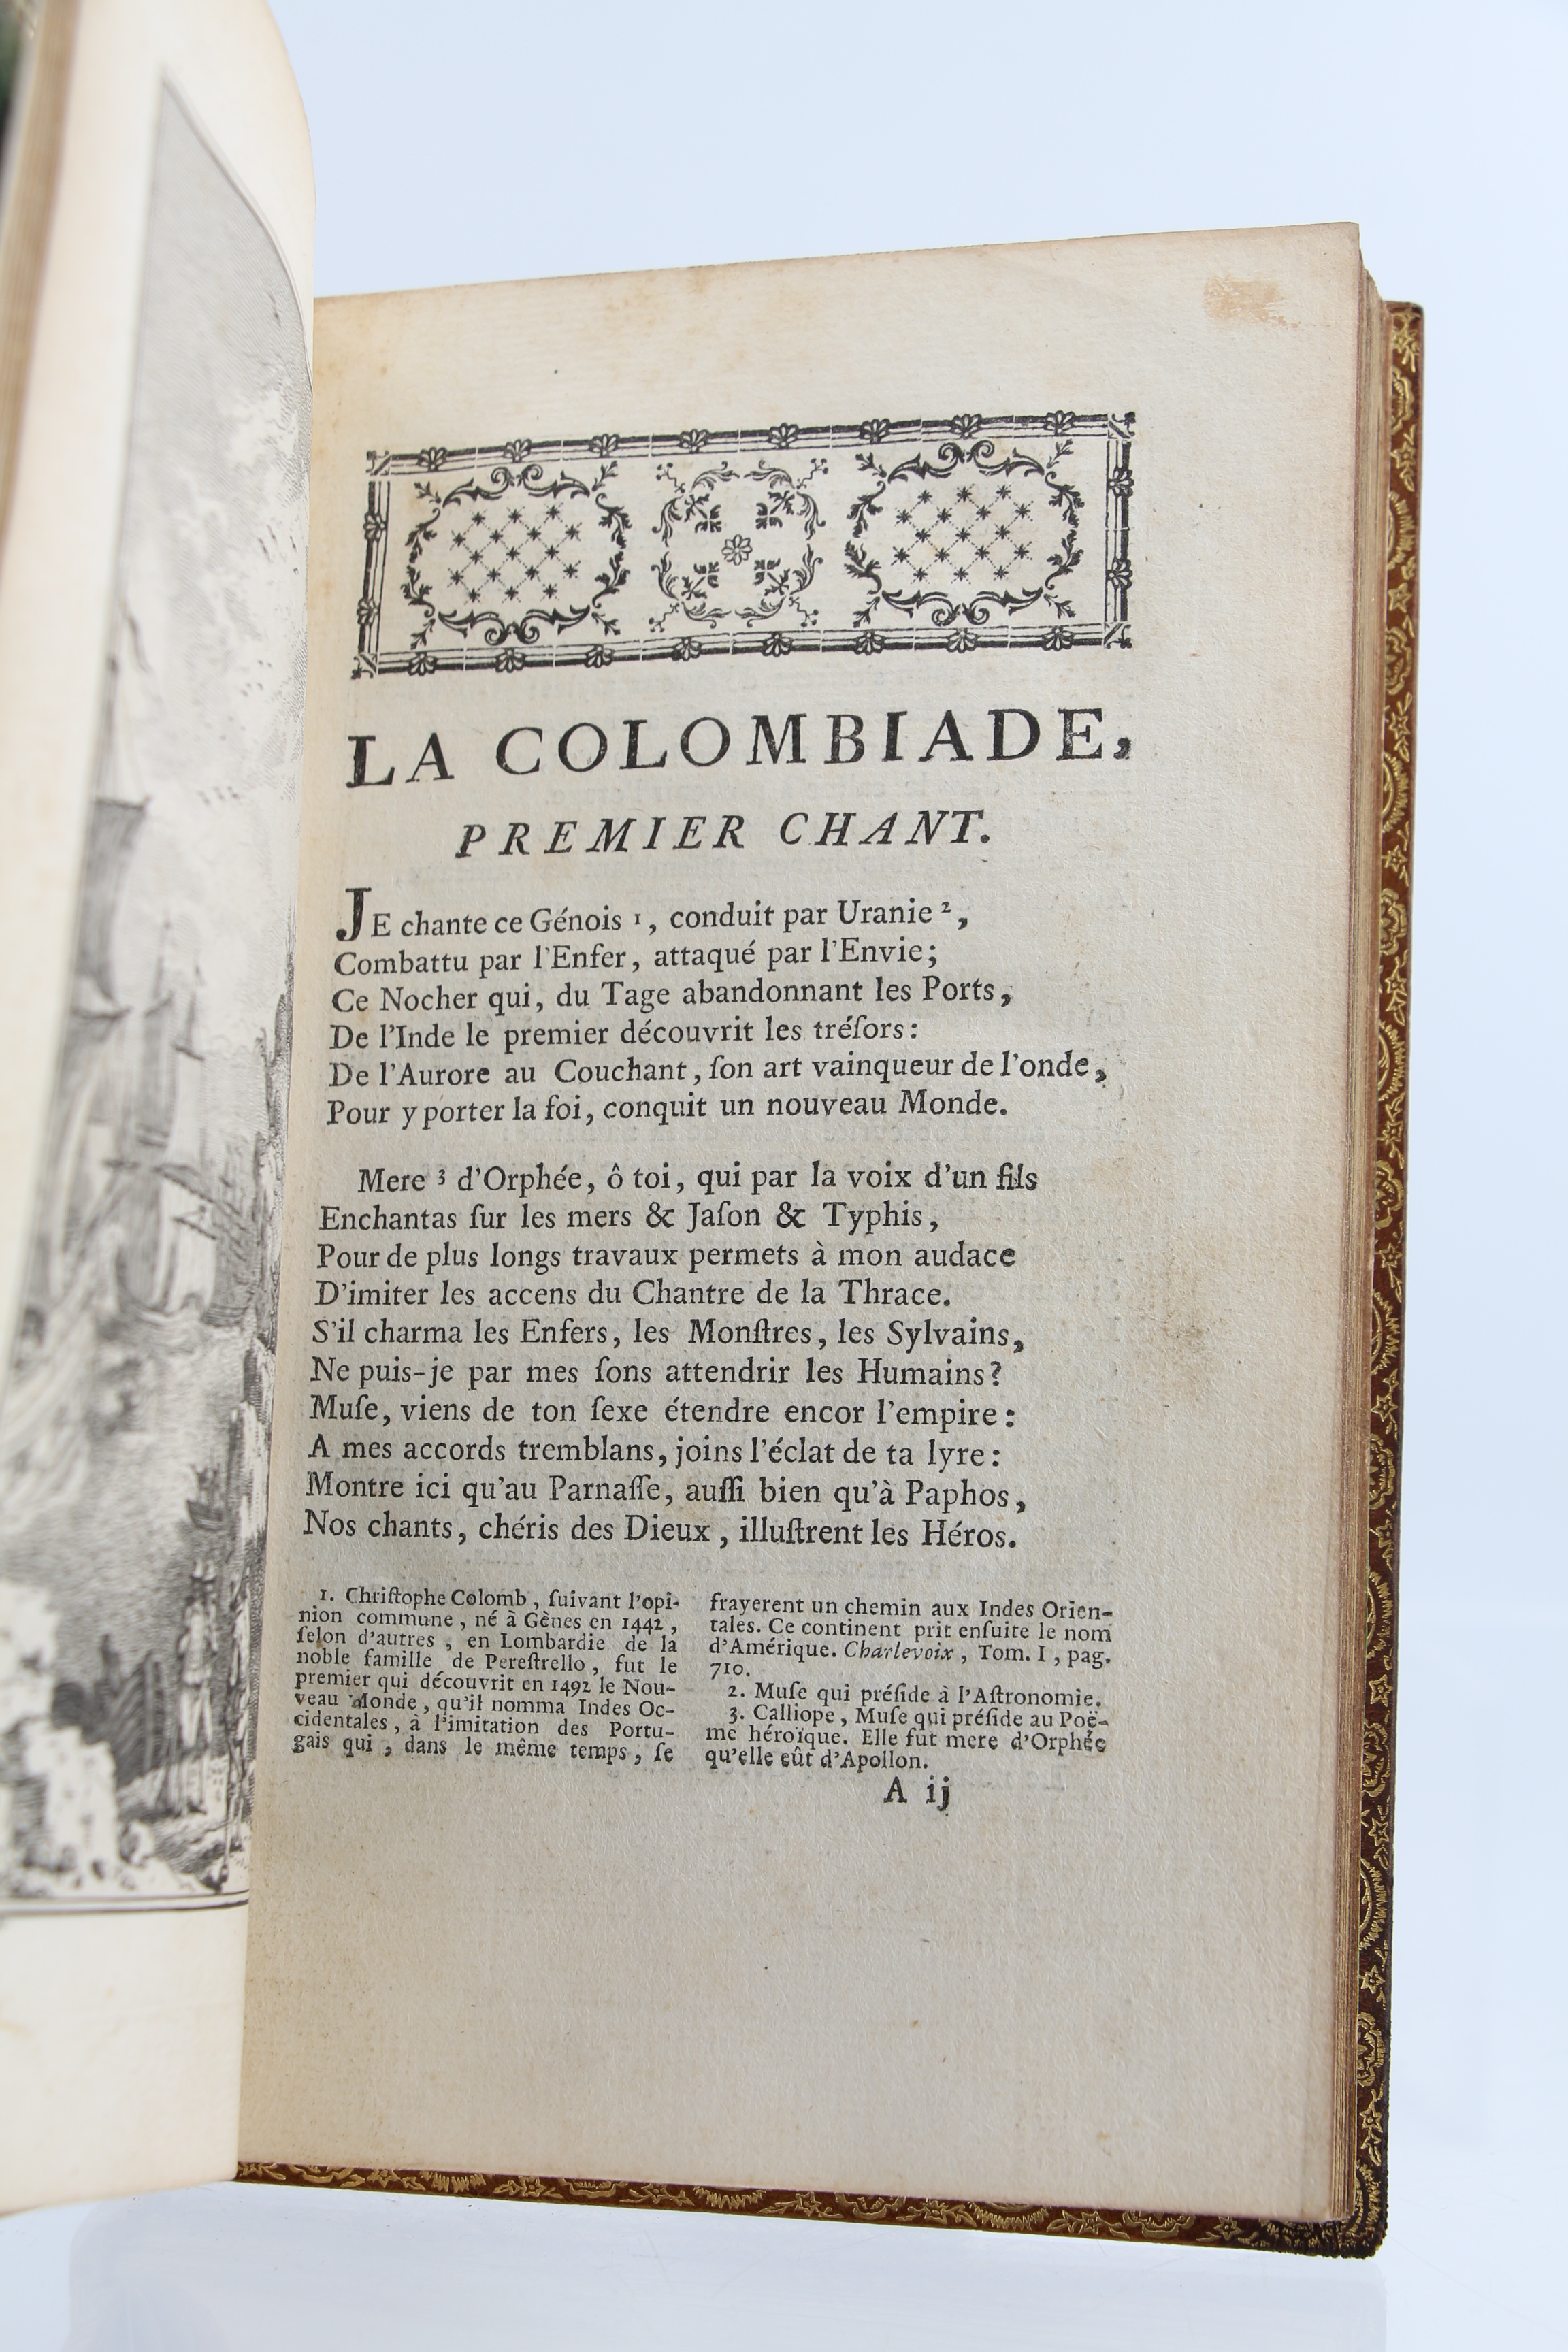 LA COLOMBIADE,
PREMIER CHANT.
JE chante ce Génois ¹, conduit par Uranie ²,
Combattu par l'Enfer, attaqué par l'Envie;
Ce Nocher qui, du Tage abandonnant les Ports,
De l'Inde le premier découvrit les tréſors:
De l'Aurore au Couchant, ſon art vainqueur de l'onde,
Pour y porter la foi, conquit un nouveau Monde.
Mere ³ d'Orphée, ô toi, qui par la voix d'un fils
Enchantas ſur les mers & Jaſon & Typhis,
Pour de plus longs travaux permets à mon audace
D'imiter les accens du Chantre de la Thrace.
S'il charma les Enfers, les Monſtres, les Sylvains,
Ne puis-je par mes ſons attendrir les Humains?
Muſe, viens de ton ſexe étendre encor l'empire:
A mes accords tremblans, joins l'éclat de ta lyre:
Montre ici qu'au Parnaſſe, auſſi bien qu'à Paphos,
Nos chants, chéris des Dieux, illuſtrent les Héros.
1. Chriſtophe Colomb, ſuivant l'opi-
nion commune, né à Gènes en 1442,
ſelon d'autres, en Lombardie de la
noble famille de Pereſtrello, fut le
premier qui découvrit en 1492 le Nou-
veau Monde, qu'il nomma Indes Oc-
cidentales, à l'imitation des Portu-
gais qui, dans le même temps, ſe
frayerent un chemin aux Indes Orien-
tales. Ce continent prit enſuite le nom
d'Amérique. Charlevoix, Tom. I, pag.
710.
2. Muſe qui préſide à l'Aſtronomie.
3. Calliope, Muſe qui préſide au Poë-
me héroïque. Elle fut mere d'Orphée
qu'elle eût d'Apollon.
A ij